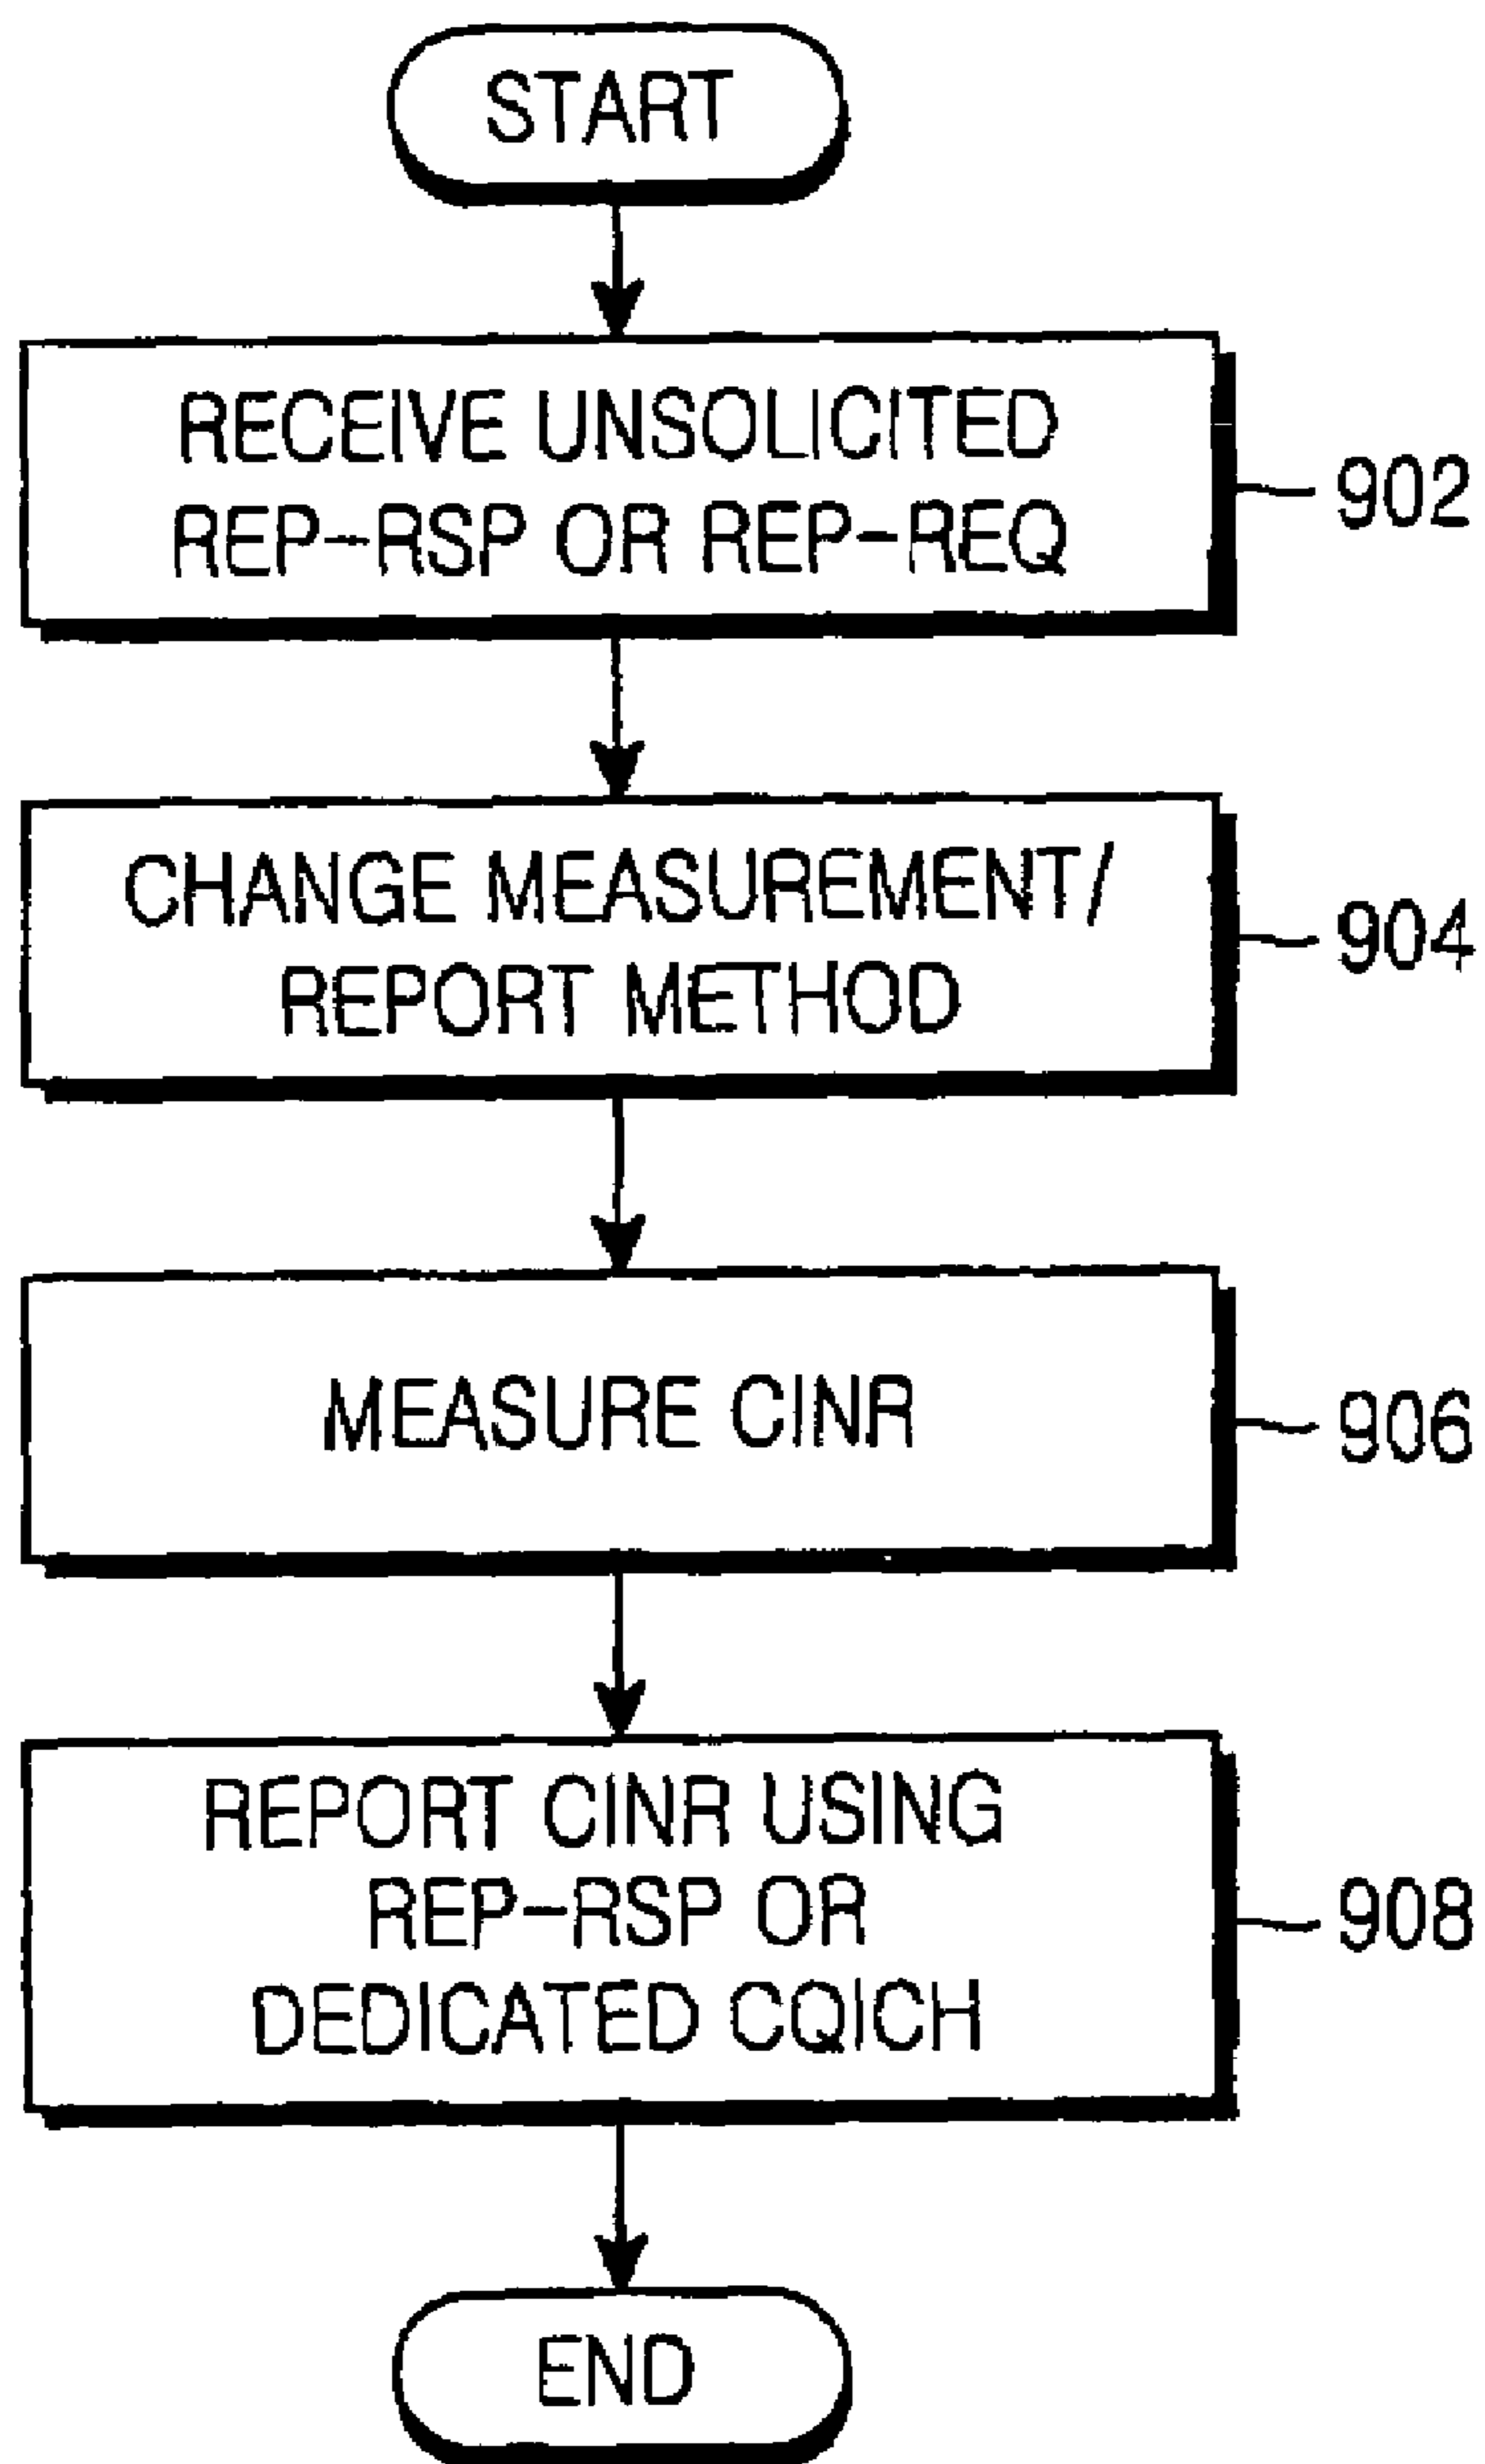 START
RECEIVE UNSOLICITED
REP-RSP OR REP-REQ
902
CHANGE MEASUREMENT/
REPORT METHOD
904
MEASURE CINR
906
REPORT CINR USING
REP-RSP OR
DEDICATED CQICH
908
END